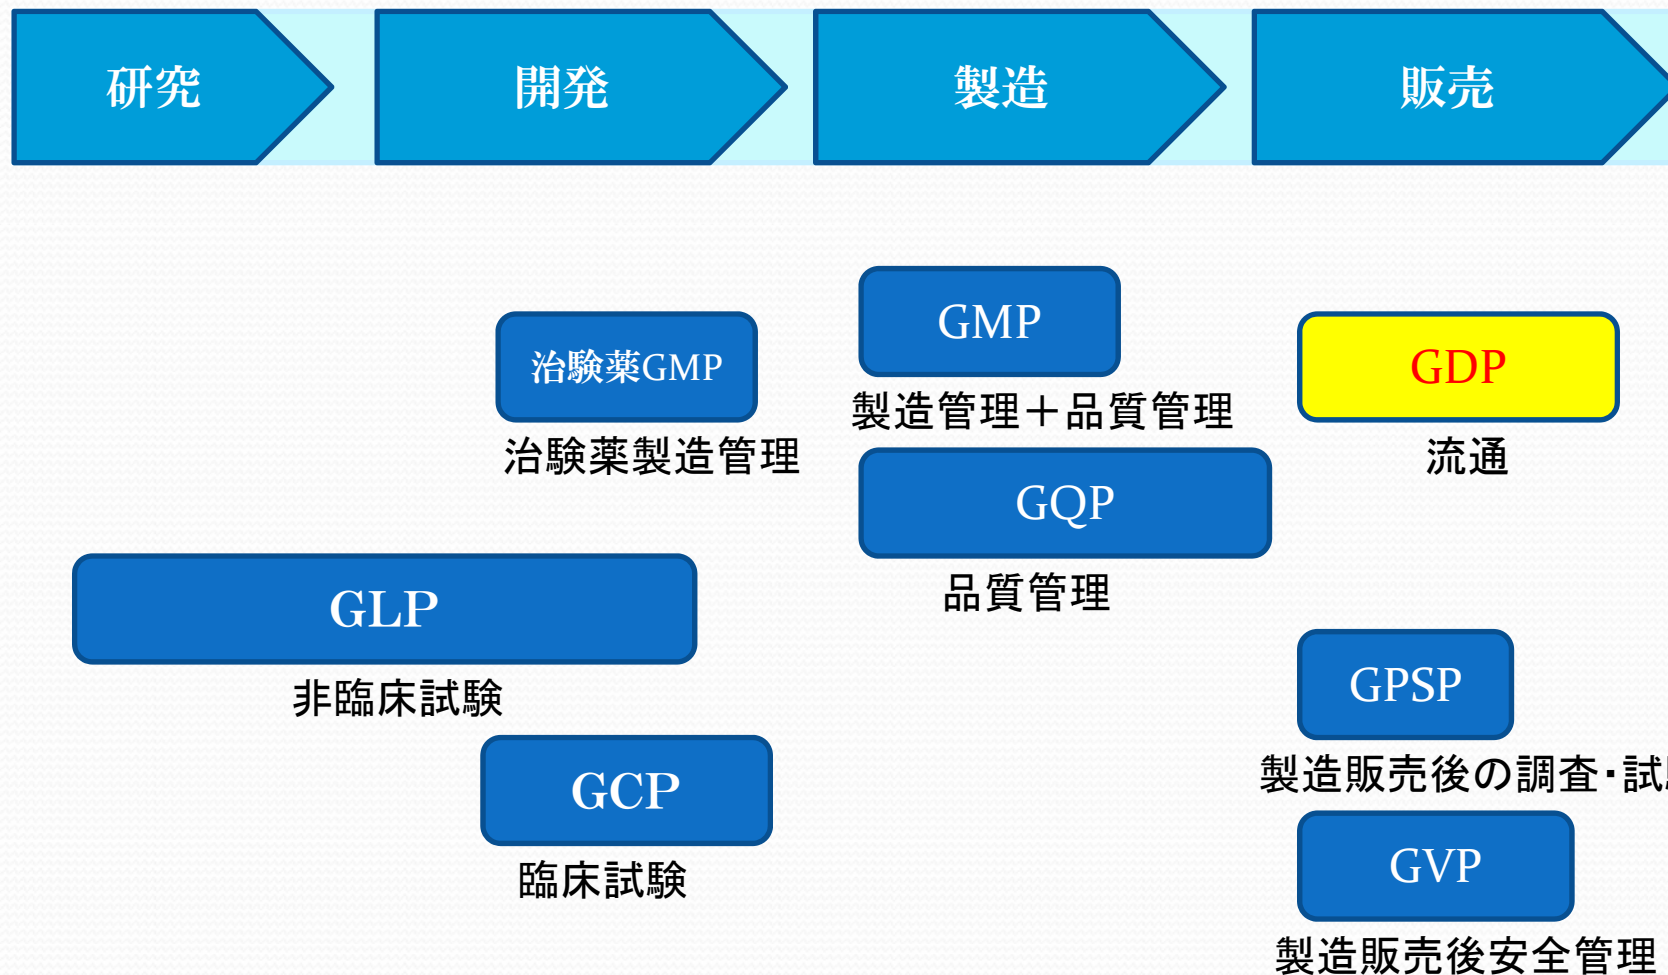 研究
開発
製造
販売
GMP
治験薬GMP
GDP
製造管理＋品質管理
治験薬製造管理
流通
GQP
品質管理
GLP
非臨床試験
GPSP
製造販売後の調査・試
GCP
臨床試験
GVP
製造販売後安全管理